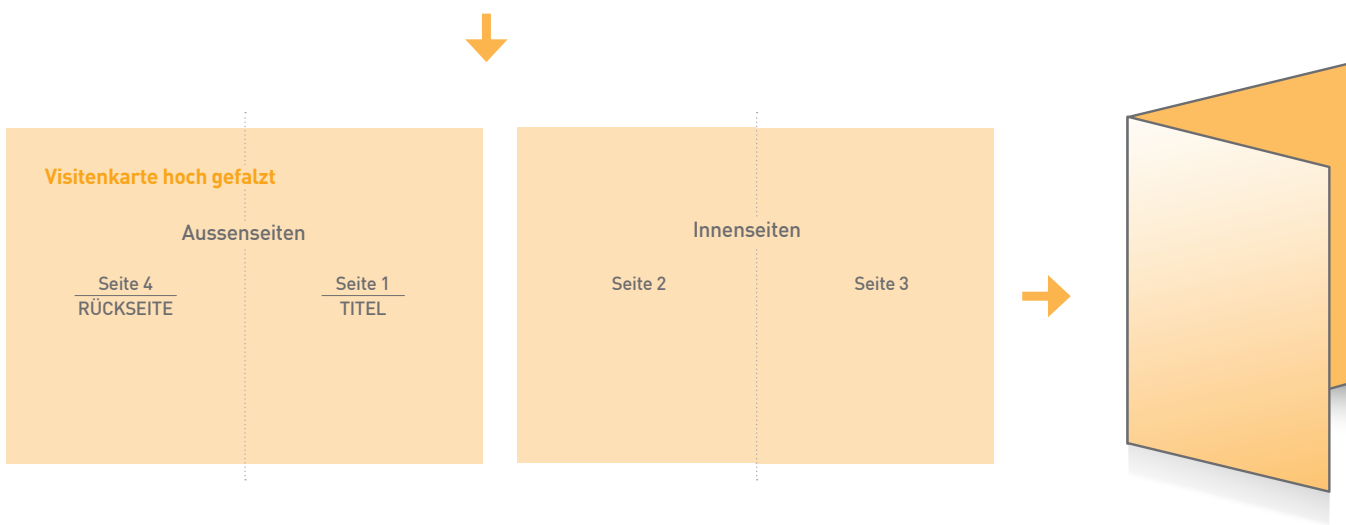 Visitenkarte hoch gefalzt
Aussenseiten
Seite 4
RÜCKSEITE
Seite 1
TITEL
Innenseiten
Seite 2
Seite 3